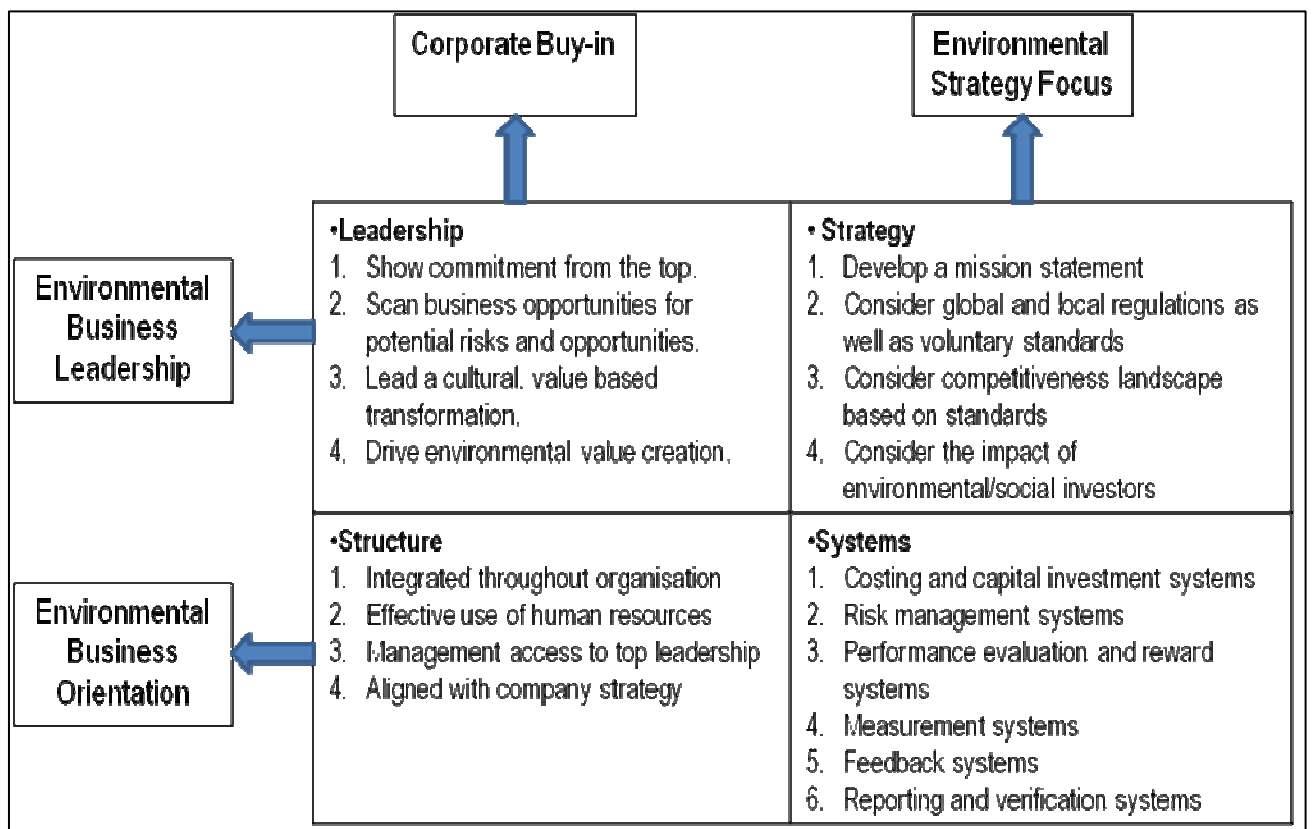 Corporate Buy-in
Environmental
Strategy Focus
Environmental
Business
Leadership
•Leadership
1. Show commitment from the top.
2. Scan business opportunities for
potential risks and opportunities.
3. Lead a cultural, value based
transformation.
4. Drive environmental value creation.
• Strategy
1. Develop a mission statement
2. Consider global and local regulations as
well as voluntary standards
3. Consider competitiveness landscape
based on standards
4. Consider the impact of
environmental/social investors
Environmental
Business
Orientation
•Structure
1. Integrated throughout organisation
2. Effective use of human resources
3. Management access to top leadership
4. Aligned with company strategy
•Systems
1. Costing and capital investment systems
2. Risk management systems
3. Performance evaluation and reward
systems
4. Measurement systems
5. Feedback systems
6. Reporting and verification systems